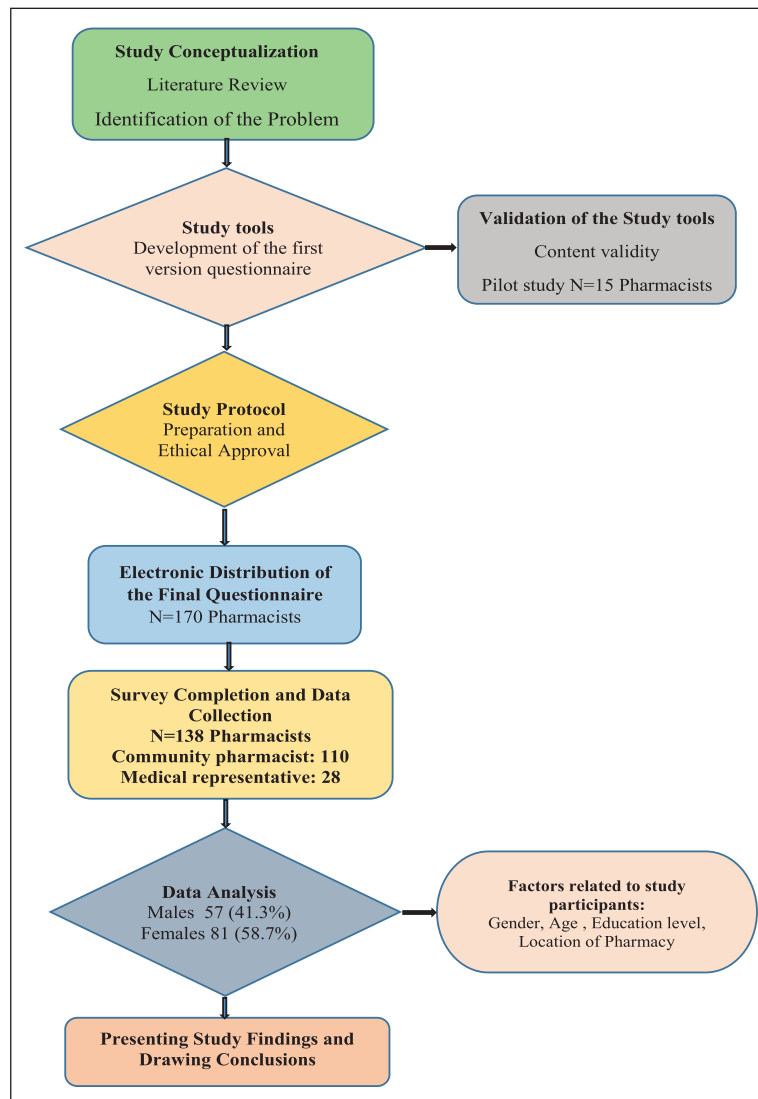 Study Conceptualization
Literature Review
Identification of the Problem
Study tools
Development of the first
version questionnaire
Validation of the Study tools
Content validity
Pilot study N=15 Pharmacists
Study Protocol
Preparation and
Ethical Approval
Electronic Distribution of
the Final Questionnaire
N=170 Pharmacists
Survey Completion and Data
Collection
N=138 Pharmacists
Community pharmacist: 110
Medical representative: 28
Data Analysis
Males 57 (41.3%)
Females 81 (58.7%)
Factors related to study
participants:
Gender, Age , Education level,
Location of Pharmacy
Presenting Study Findings and
Drawing Conclusions